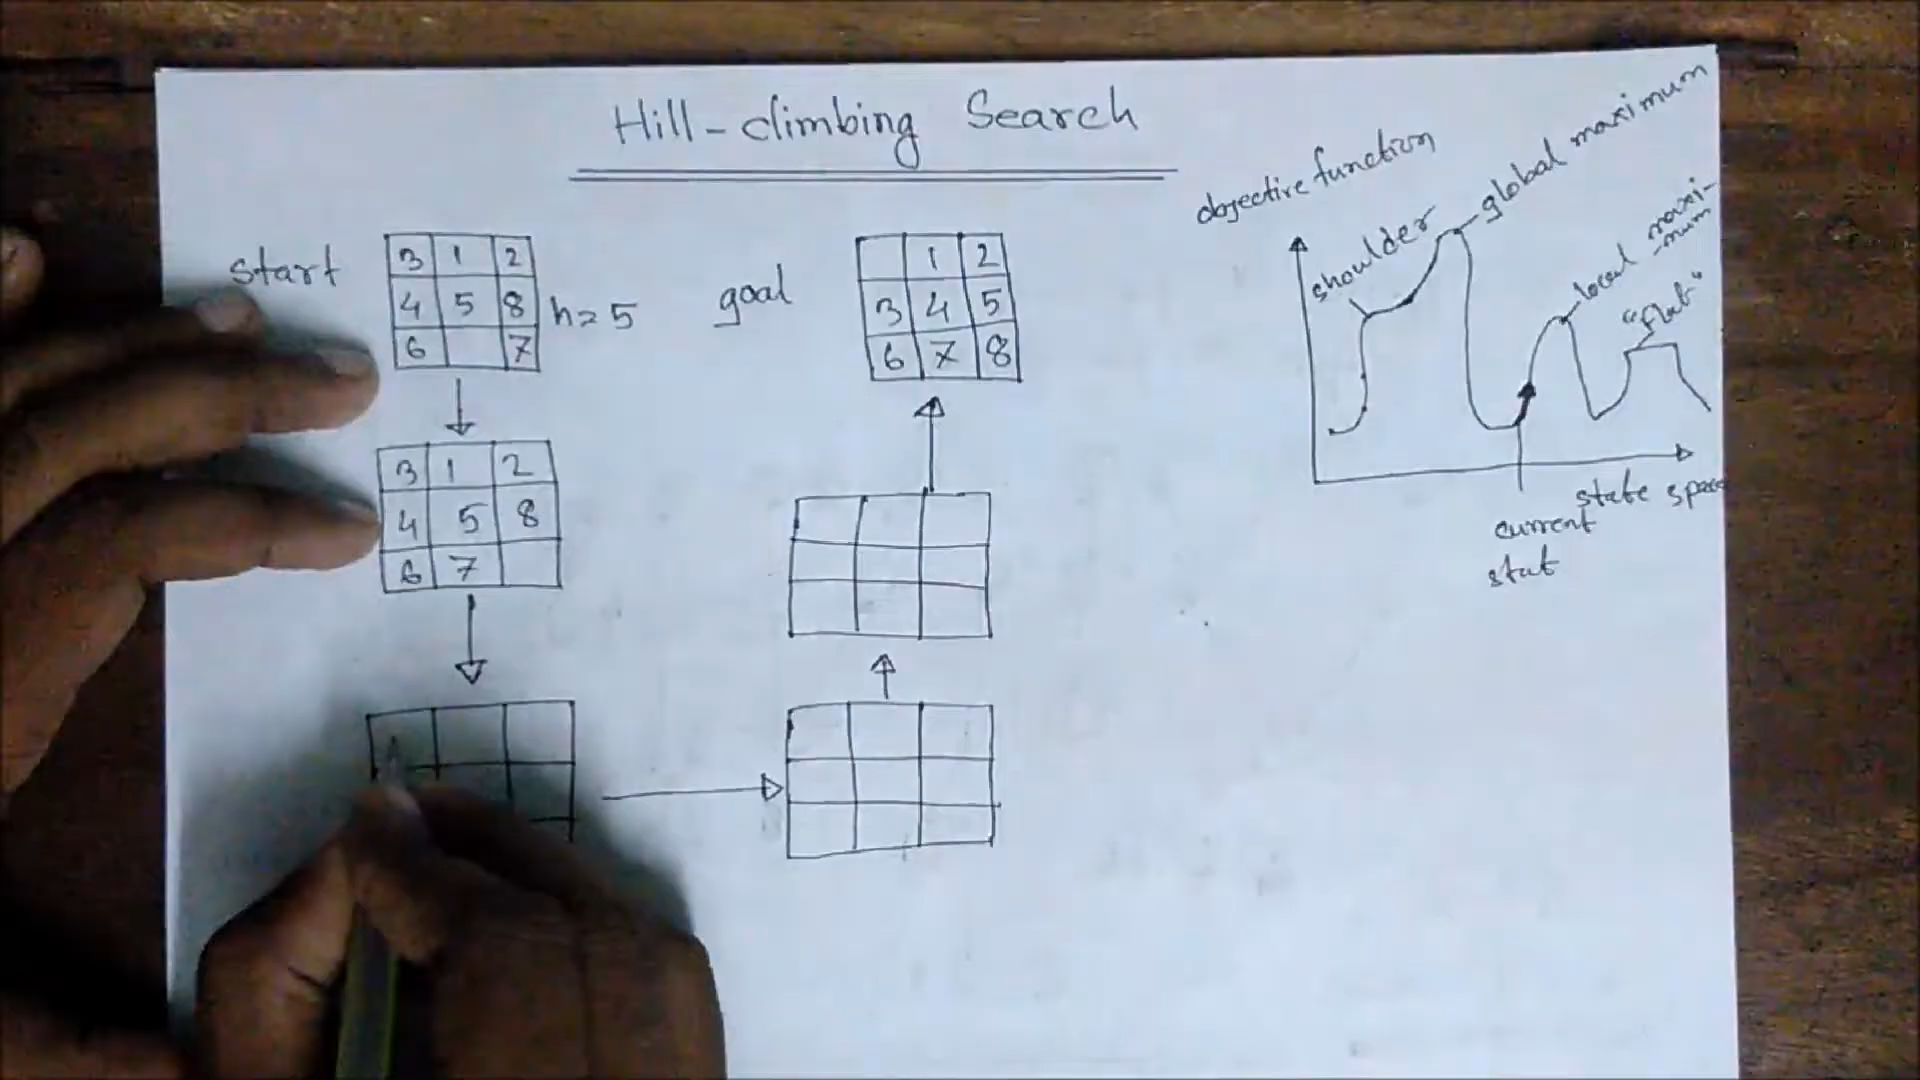 Hill-climbing Search
start
3 1 2
4 5 8
6 7
h=5
goal
1 2
3 4 5
6 7 8
3 1 2
4 5 8
6 7
objective function
shoulder
global maximum
local maxi-
-mum
"flat"
state space
current
stat